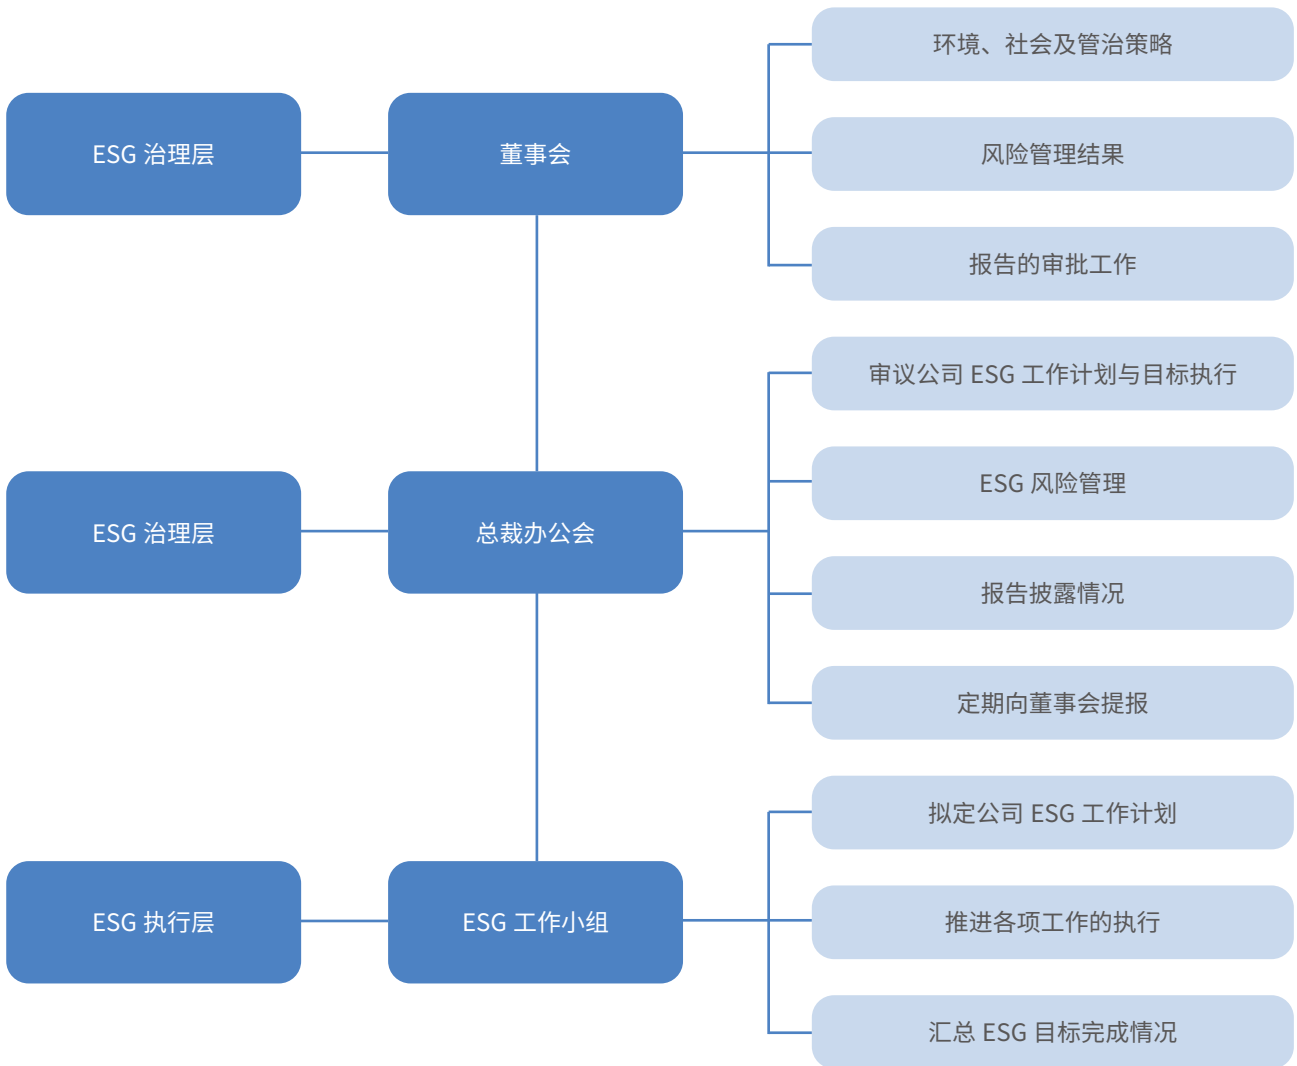 ESG 治理层
董事会
环境、社会及管治策略
风险管理结果
报告的审批工作
ESG 治理层
总裁办公会
审议公司 ESG 工作计划与目标执行
ESG 风险管理
报告披露情况
定期向董事会提报
ESG 执行层
ESG 工作小组
拟定公司 ESG 工作计划
推进各项工作的执行
汇总 ESG 目标完成情况